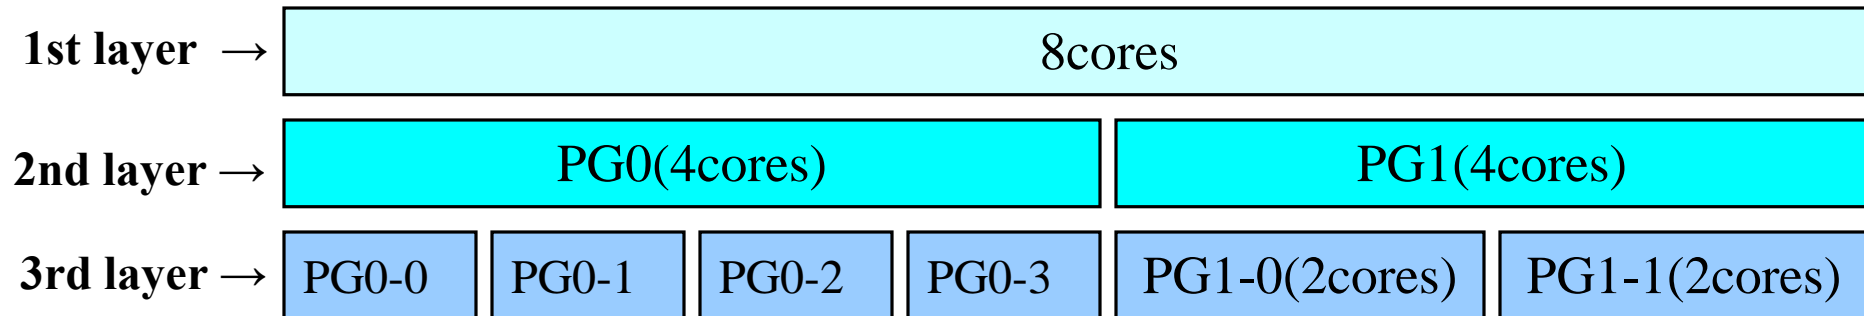 1st layer → 8cores
2nd layer → PG0(4cores) PG1(4cores)
3rd layer → PG0-0 PG0-1 PG0-2 PG0-3 PG1-0(2cores) PG1-1(2cores)